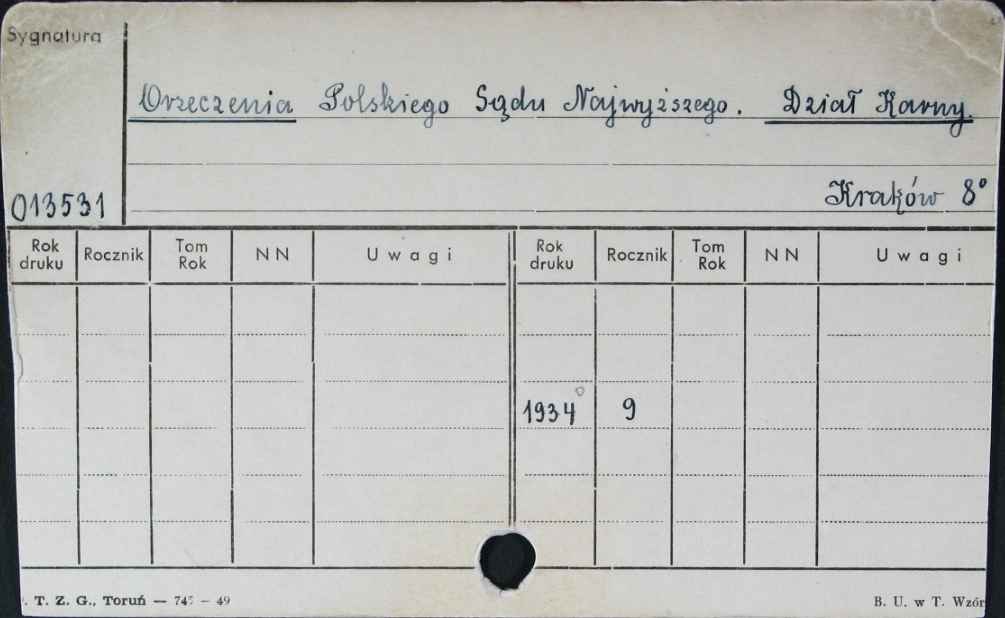 Sygnatura
Orzeczenia Polskiego Sądu Najwyższego. Dział Karny.
013531
Kraków 8°
Rok druku Rocznik Tom Rok NN Uwagi Rok druku Rocznik Tom Rok NN Uwagi
1934° 9
T. Z. G., Toruń — 49
B. U. w T. Wzór